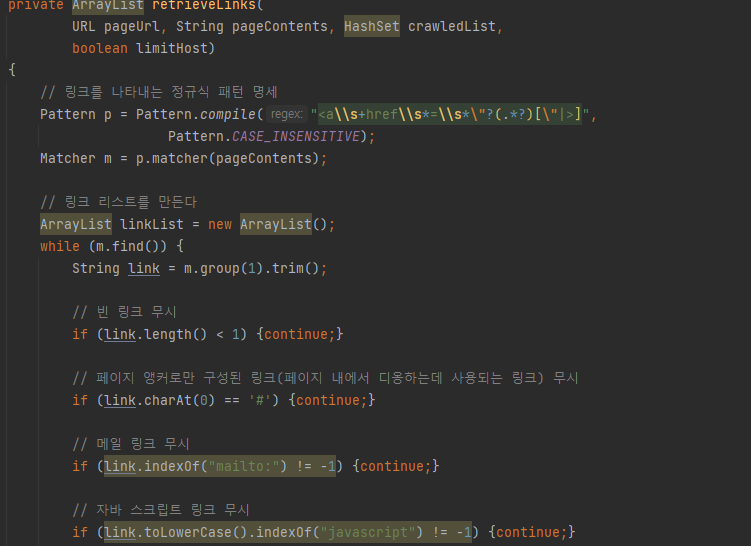 private ArrayList retrieveLinks(
URL pageUrl, String pageContents, HashSet crawledList,
boolean limitHost)
{
// 링크를 나타내는 정규식 패턴 명세
Pattern p = Pattern.compile( regex: "<a\\s+href\\s*=\\s*\"?(.*?)[\"|>]",
Pattern.CASE_INSENSITIVE);
Matcher m = p.matcher(pageContents);
// 링크 리스트를 만든다
ArrayList linkList = new ArrayList();
while (m.find()) {
String link = m.group(1).trim();
// 빈 링크 무시
if (link.length() < 1) {continue;}
// 페이지 앵커로만 구성된 링크(페이지 내에서 디옹하는데 사용되는 링크) 무시
if (link.charAt(0) == '#') {continue;}
// 메일 링크 무시
if (link.indexOf("mailto:") != -1) {continue;}
// 자바 스크립트 링크 무시
if (link.toLowerCase().indexOf("javascript") != -1) {continue;}